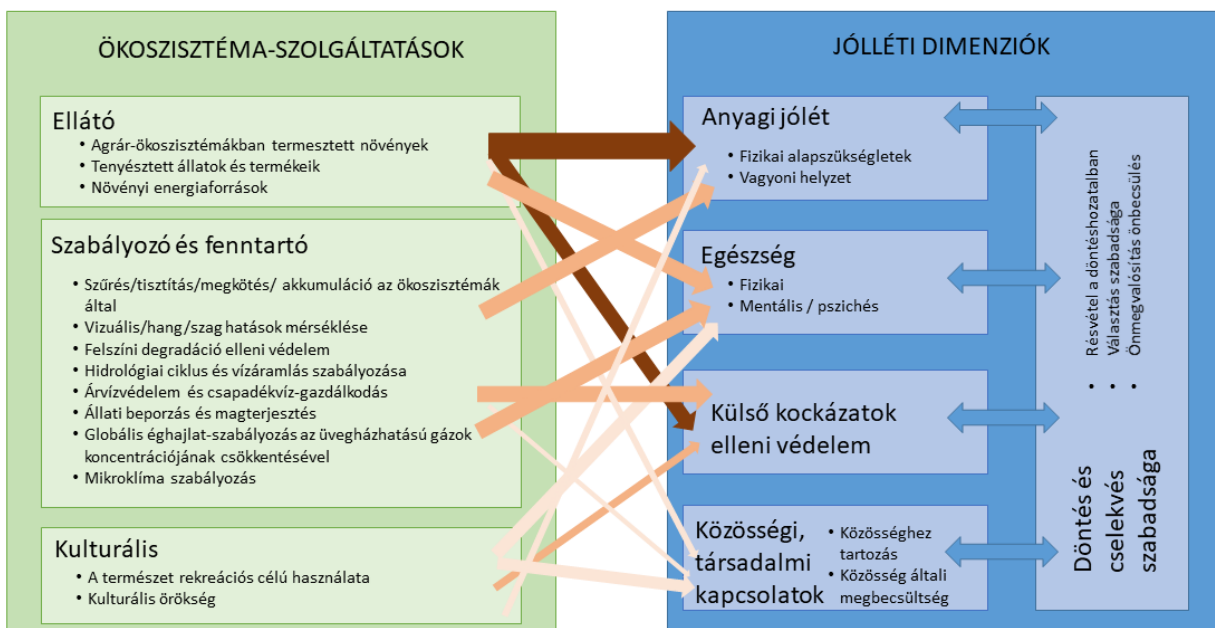 ÖKOSZISZTÉMA-SZOLGÁLTATÁSOK
Ellátó
• Agrár-ökoszisztémákban termesztett növények
• Tenyésztett állatok és termékeik
• Növényi energiaforrások
Szabályozó és fenntartó
• Szűrés/tisztítás/megkötés/ akkumuláció az ökoszisztémák
által
• Vizuális/hang/szag hatások mérséklése
• Felszíni degradáció elleni védelem
• Hidrológiai ciklus és vízáramlás szabályozása
• Árvízvédelem és csapadékvíz-gazdálkodás
• Állati beporzás és magterjesztés
• Globális éghajlat-szabályozás az üvegházhatású gázok
koncentrációjának csökkentésével
• Mikroklíma szabályozás
Kulturális
• A természet rekreációs célú használata
• Kulturális örökség
JÓLLÉTI DIMENZIÓK
Anyagi jólét
• Fizikai alapszükségletek
• Vagyoni helyzet
Egészség
• Fizikai
• Mentális / pszichés
Külső kockázatok
elleni védelem
Közösségi,
társadalmi
kapcsolatok
• Közösséghez
tartozás
• Közösség általi
megbecsültség
Döntés és
cselekvés
szabadsága
• Résvétel a döntéshozatalban
• Választás szabadsága
• Önmegvalósítás önbecsülés